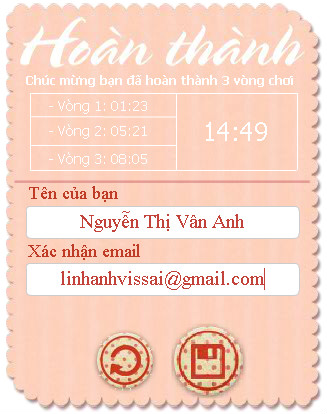 Hoàn thành
Chúc mừng bạn đã hoàn thành 3 vòng chơi
- Vòng 1: 01:23
- Vòng 2: 05:21
- Vòng 3: 08:05
14:49
Tên của bạn
Nguyễn Thị Vân Anh
Xác nhận email
linhanhvissai@gmail.com